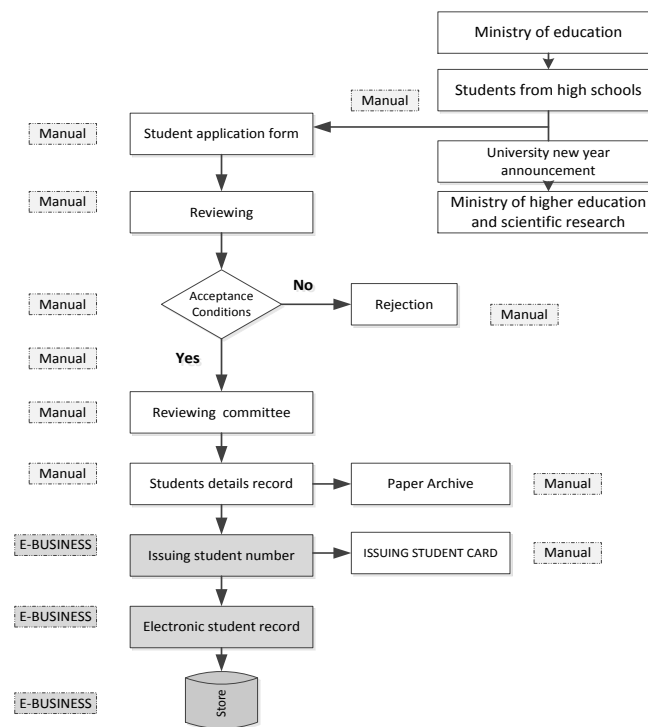 Ministry of education
Students from high schools
Manual
Manual
Student application form
University new year
announcement
Manual
Reviewing
Ministry of higher education
and scientific research
Manual
Acceptance
Conditions
No
Rejection
Manual
Manual
Yes
Manual
Reviewing committee
Manual
Students details record
Paper Archive
Manual
E-BUSINESS
Issuing student number
ISSUING STUDENT CARD
Manual
E-BUSINESS
Electronic student record
E-BUSINESS
Store